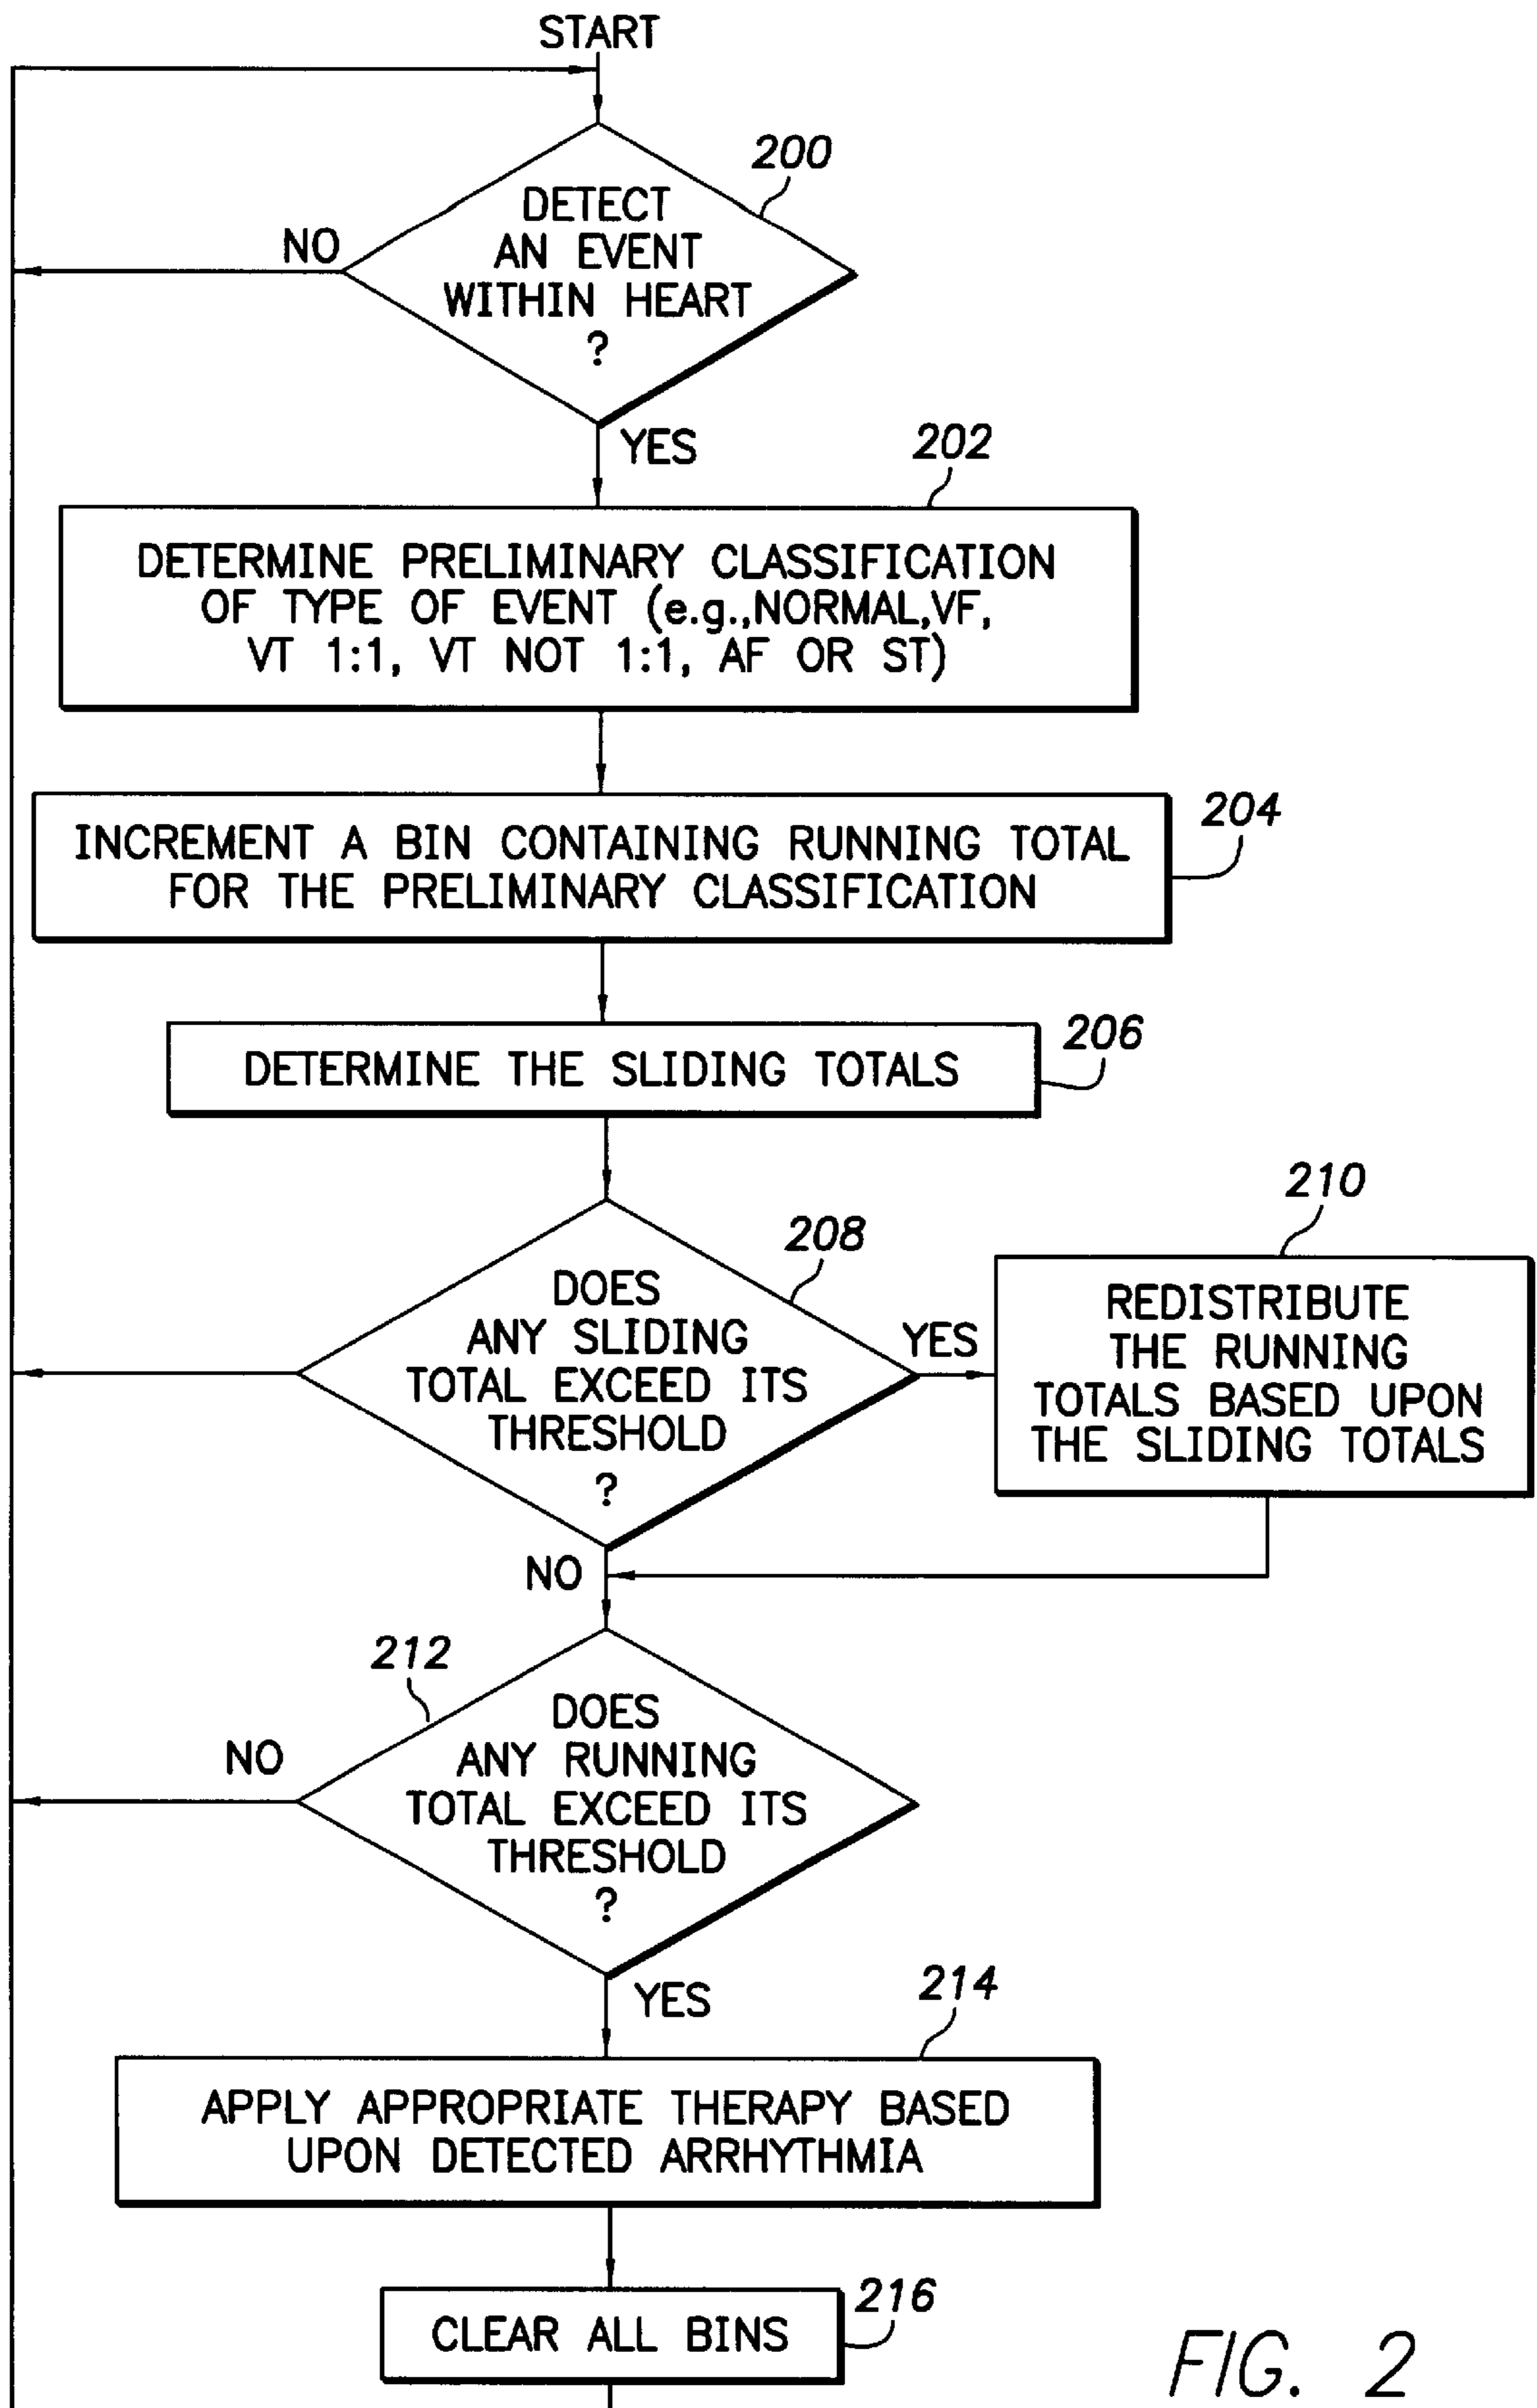 START
200
DETECT
AN EVENT
WITHIN HEART
?
NO
YES
202
DETERMINE PRELIMINARY CLASSIFICATION
OF TYPE OF EVENT (e.g.,NORMAL,VF,
VT 1:1, VT NOT 1:1, AF OR ST)
204
INCREMENT A BIN CONTAINING RUNNING TOTAL
FOR THE PRELIMINARY CLASSIFICATION
206
DETERMINE THE SLIDING TOTALS
208
DOES
ANY SLIDING
TOTAL EXCEED ITS
THRESHOLD
?
YES
210
REDISTRIBUTE
THE RUNNING
TOTALS BASED UPON
THE SLIDING TOTALS
NO
212
DOES
ANY RUNNING
TOTAL EXCEED ITS
THRESHOLD
?
NO
YES
214
APPLY APPROPRIATE THERAPY BASED
UPON DETECTED ARRHYTHMIA
216
CLEAR ALL BINS
FIG. 2